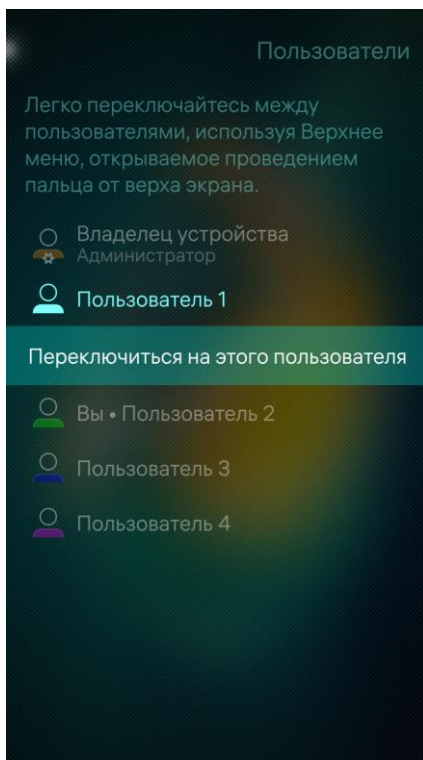 Пользователи
Легко переключайтесь между
пользователями, используя Верхнее
меню, открываемое проведением
пальца от верха экрана.
Владелец устройства
Администратор
Пользователь 1
Переключиться на этого пользователя
Вы • Пользователь 2
Пользователь 3
Пользователь 4